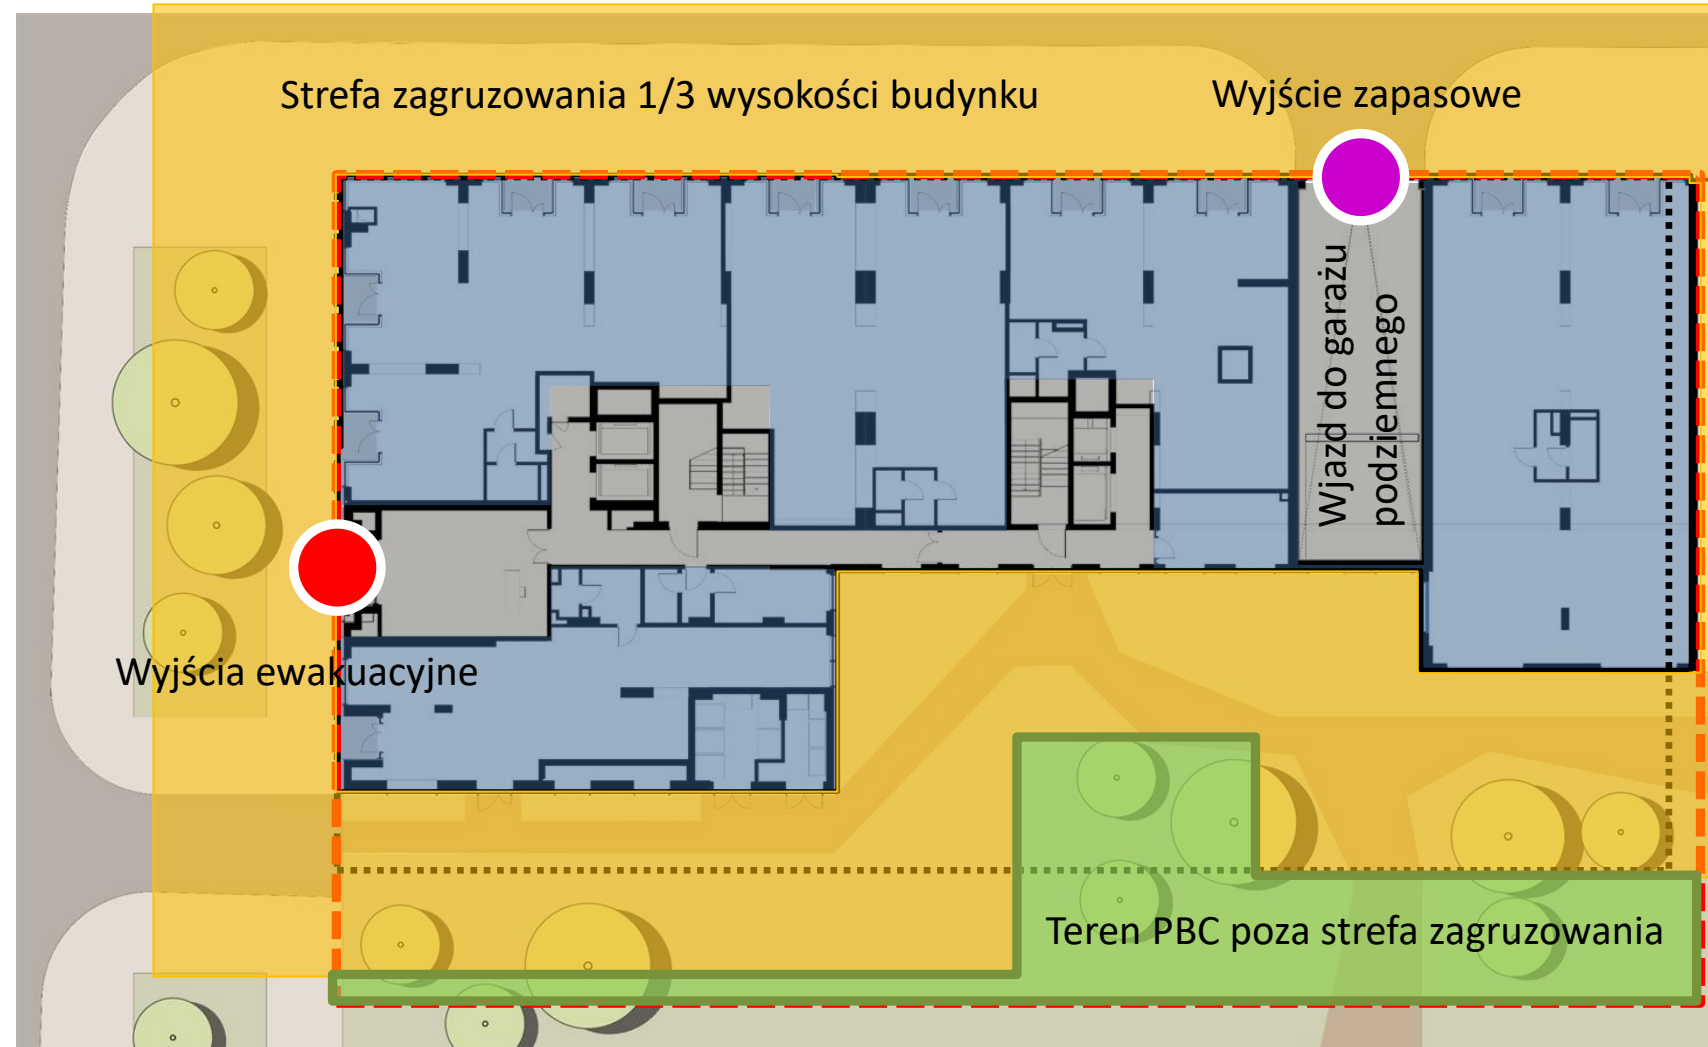 Strefa zagruzowania 1/3 wysokości budynku
Wyjście zapasowe
Wjazd do garażu
podziemnego
Wyjścia ewakuacyjne
Teren PBC poza strefa zagruzowania